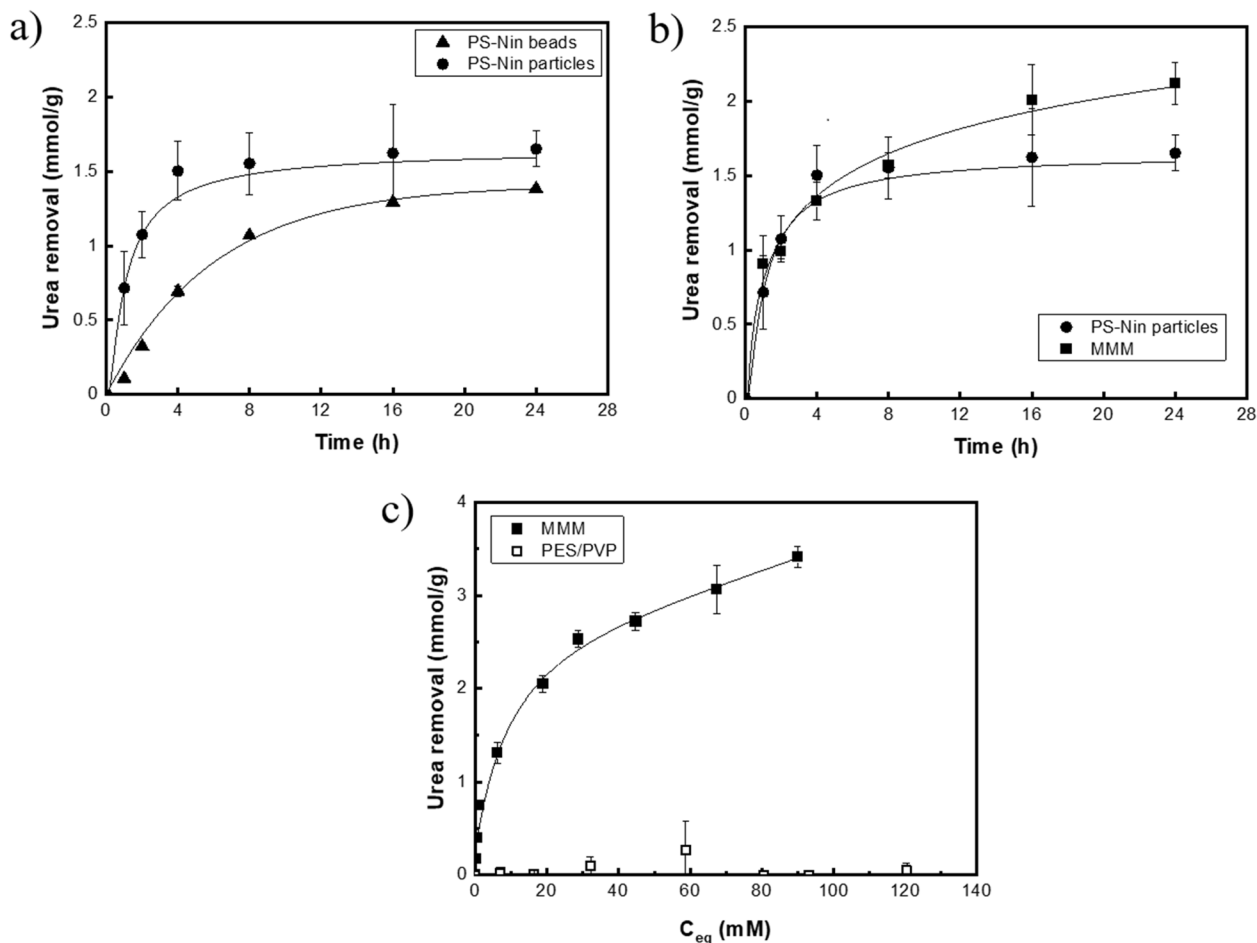 a)
PS-Nin beads
PS-Nin particles
Urea removal (mmol/g)
2.5
2
1.5
1
0.5
0
0 4 8 12 16 20 24 28
Time (h)
b)
Urea removal (mmol/g)
2.5
2
1.5
1
0.5
0
PS-Nin particles
MMM
0 4 8 12 16 20 24 28
Time (h)
c)
MMM
PES/PVP
Urea removal (mmol/g)
4
3
2
1
0
0 20 40 60 80 100 120 140
Ceq (mM)